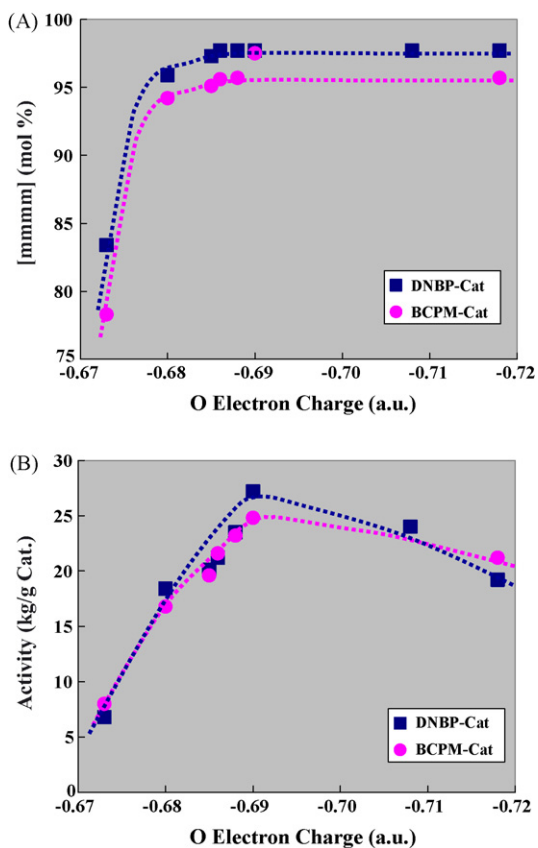 (A)
100
95
90
85
80
75
[mmmm] (mol %)
DNBP-Cat
BCPM-Cat
-0.67 -0.68 -0.69 -0.70 -0.71 -0.72
O Electron Charge (a.u.)
(B)
30
25
20
15
10
5
0
Activity (kg/g Cat.)
DNBP-Cat
BCPM-Cat
-0.67 -0.68 -0.69 -0.70 -0.71 -0.72
O Electron Charge (a.u.)